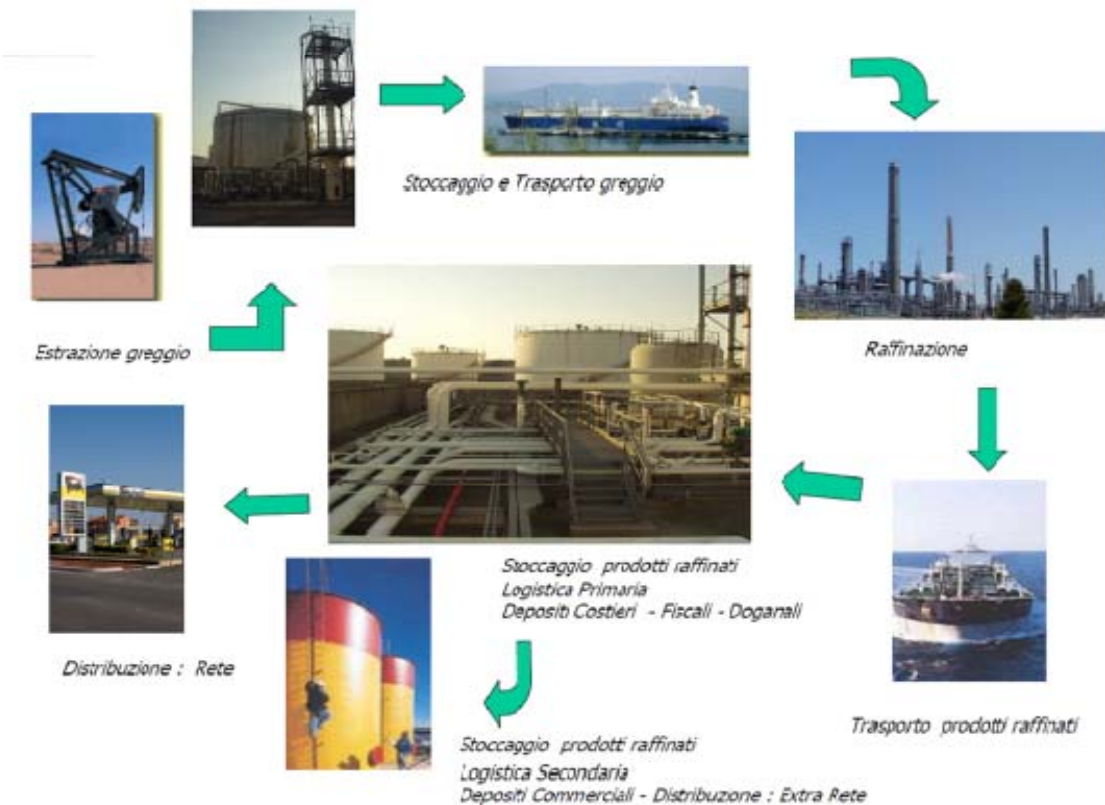 Stoccaggio e Trasporto greggio
Estrazione greggio
Raffinazione
Stoccaggio prodotti raffinati
Logistica Primaria
Depositi Costieri - Fiscali - Doganali
Distribuzione : Rete
Trasporto prodotti raffinati
Stoccaggio prodotti raffinati
Logistica Secondaria
Depositi Commerciali - Distribuzione : Extra Rete